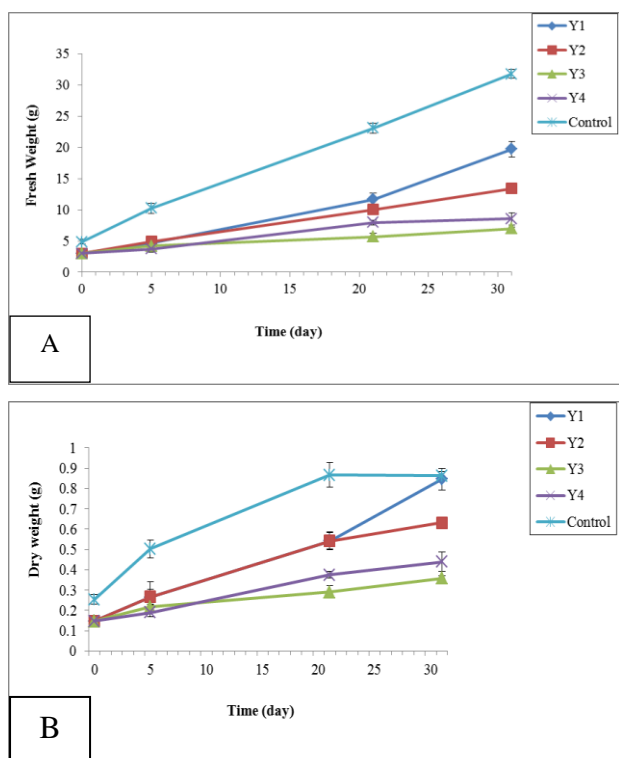 Fresh Weight (g)
35
30
25
20
15
10
5
0
0 5 10 15 20 25 30
Time (day)
Y1
Y2
Y3
Y4
Control
A
Dry weight (g)
1
0.9
0.8
0.7
0.6
0.5
0.4
0.3
0.2
0.1
0
0 5 10 15 20 25 30
Time (day)
Y1
Y2
Y3
Y4
Control
B